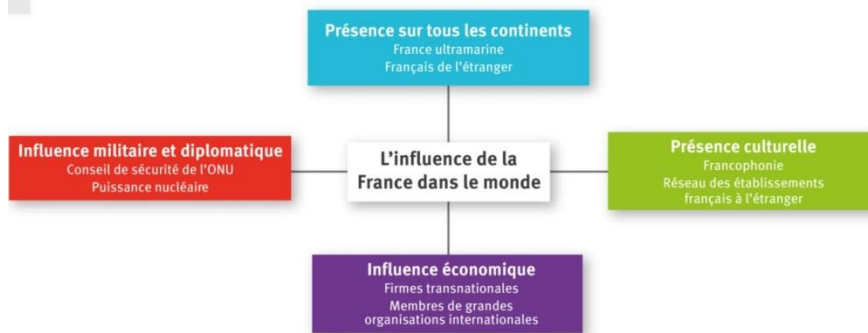 Présence sur tous les continents
France ultramarine
Français de l'étranger
Influence militaire et diplomatique
Conseil de sécurité de l'ONU
Puissance nucléaire
L'influence de la
France dans le monde
Présence culturelle
Francophonie
Réseau des établissements
français à l'étranger
Influence économique
Firmes transnationales
Membres de grandes
organisations internationales